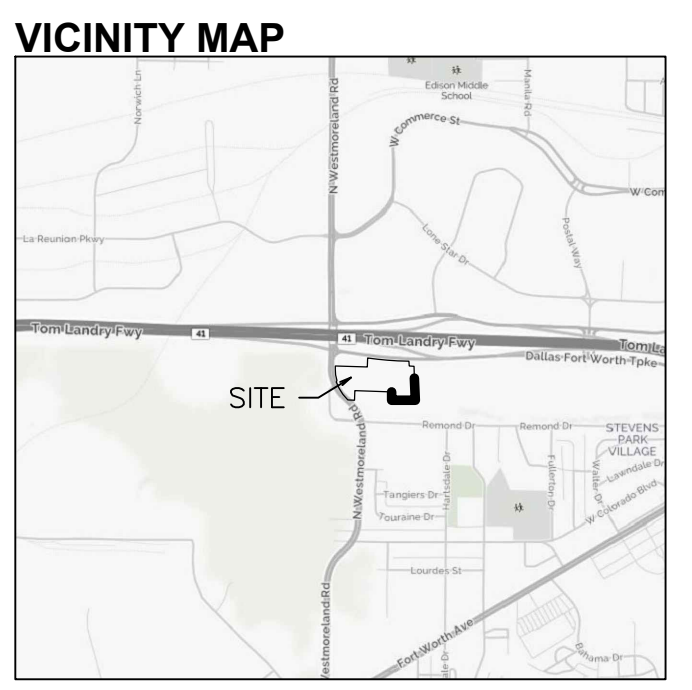 VICINITY MAP
Norwich Ln
N Westmoreland Rd
Edison Middle
School
Manila Rd
W Commerce St
W Com
La Reunion Pkwy
Lone Star Dr
Postal Way
Tom Landry Fwy
41
41
Tom Landry Fwy
Tom La
Dallas Fort Worth Tpke
SITE
N Westmoreland Rd
Remond Dr
Remond Dr
STEVENS
PARK
VILLAGE
Hartsdale Dr
Fullerton Dr
Walter Dr
Lawndale Dr
W Colorado Blvd
Tangiers Dr
Touraine Dr
Lourdes St
Westmoreland Rd
Fort Worth Ave
ale Dr
Bahama Dr